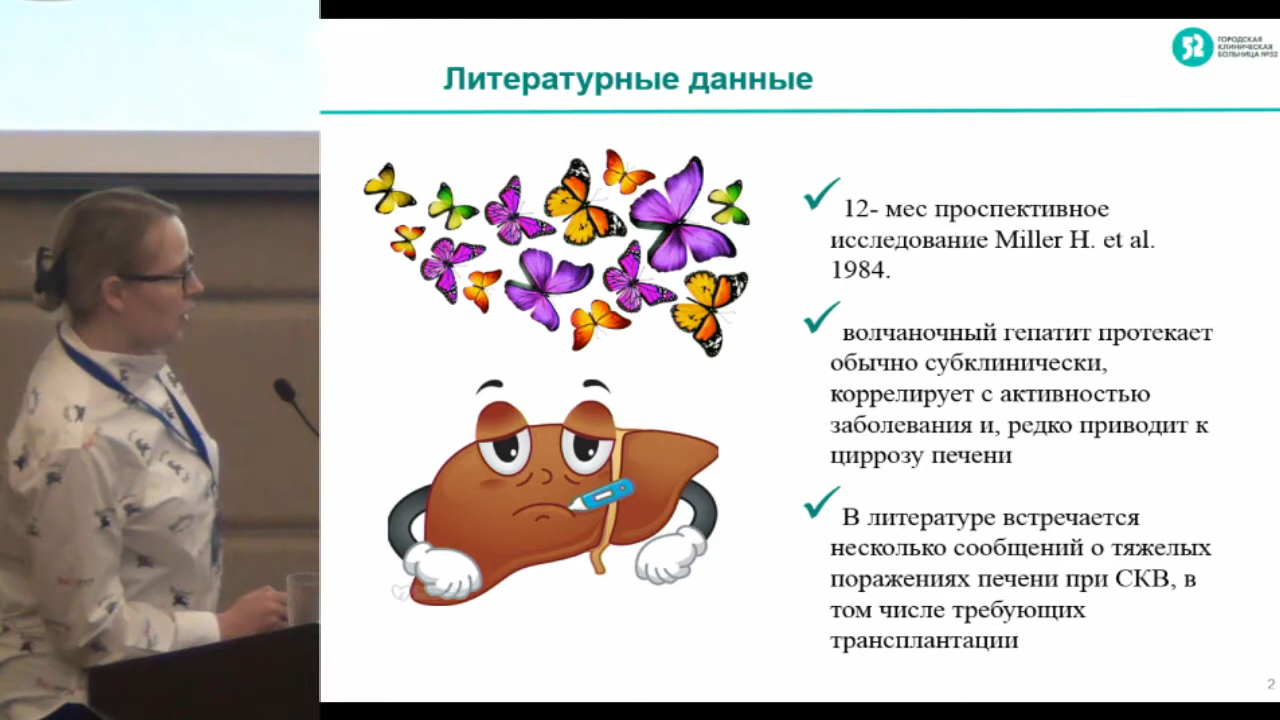 ГОРОДСКАЯ
КЛИНИЧЕСКАЯ
БОЛЬНИЦА №52
52
Литературные данные
12- мес проспективное
исследование Miller H. et al.
1984.
волчаночный гепатит протекает
обычно субклинически,
коррелирует с активностью
заболевания и, редко приводит к
циррозу печени
В литературе встречается
несколько сообщений о тяжелых
поражениях печени при СКВ, в
том числе требующих
трансплантации
2